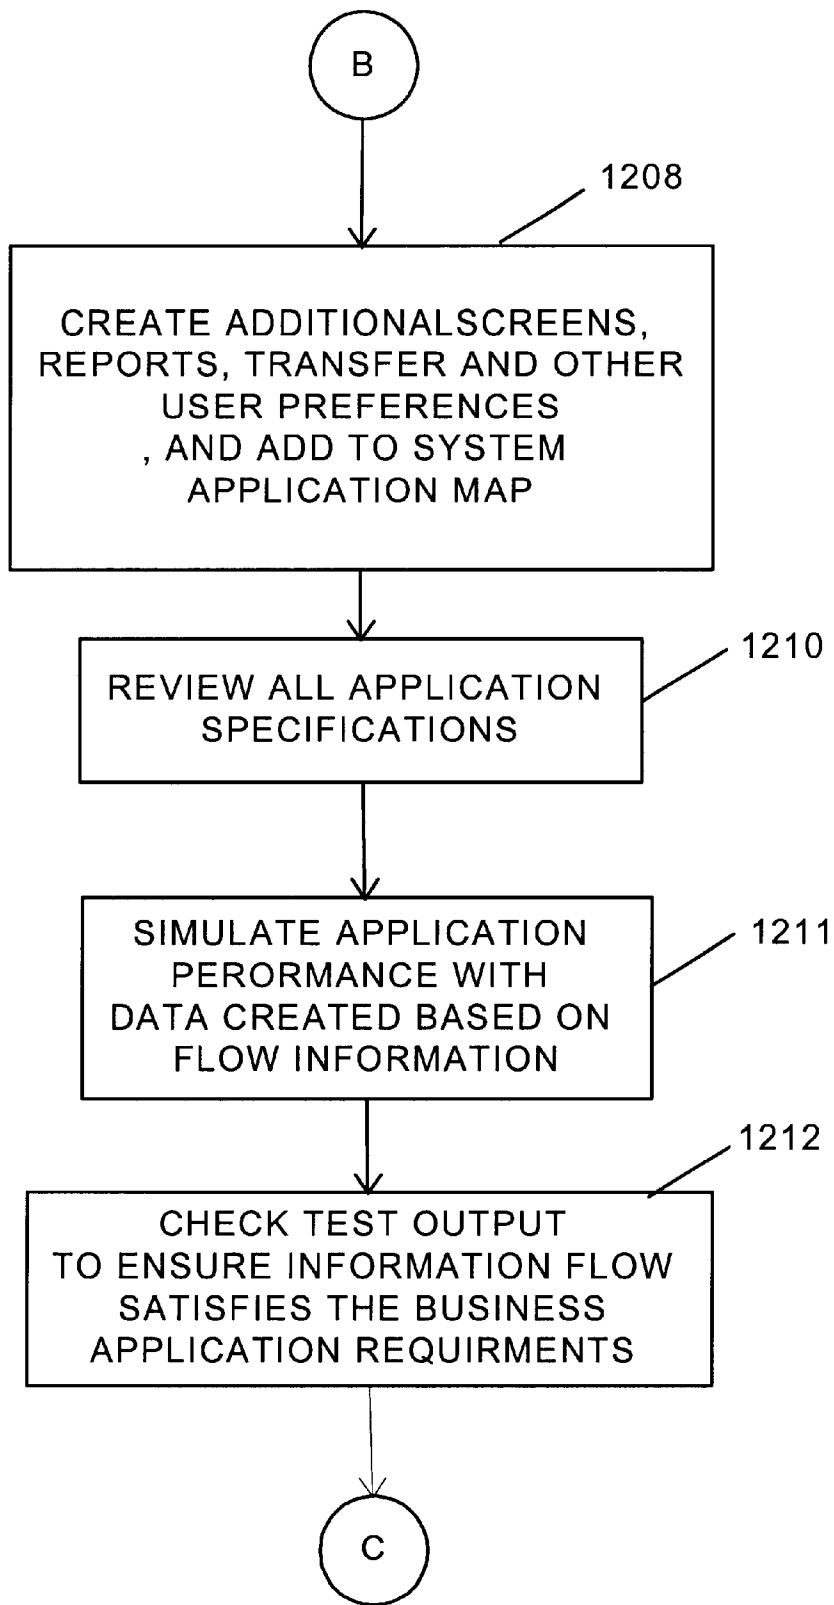 B
1208
CREATE ADDITIONALSCREENS,
REPORTS, TRANSFER AND OTHER
USER PREFERENCES
, AND ADD TO SYSTEM
APPLICATION MAP
1210
REVIEW ALL APPLICATION
SPECIFICATIONS
1211
SIMULATE APPLICATION
PERORMANCE WITH
DATA CREATED BASED ON
FLOW INFORMATION
1212
CHECK TEST OUTPUT
TO ENSURE INFORMATION FLOW
SATISFIES THE BUSINESS
APPLICATION REQUIRMENTS
C